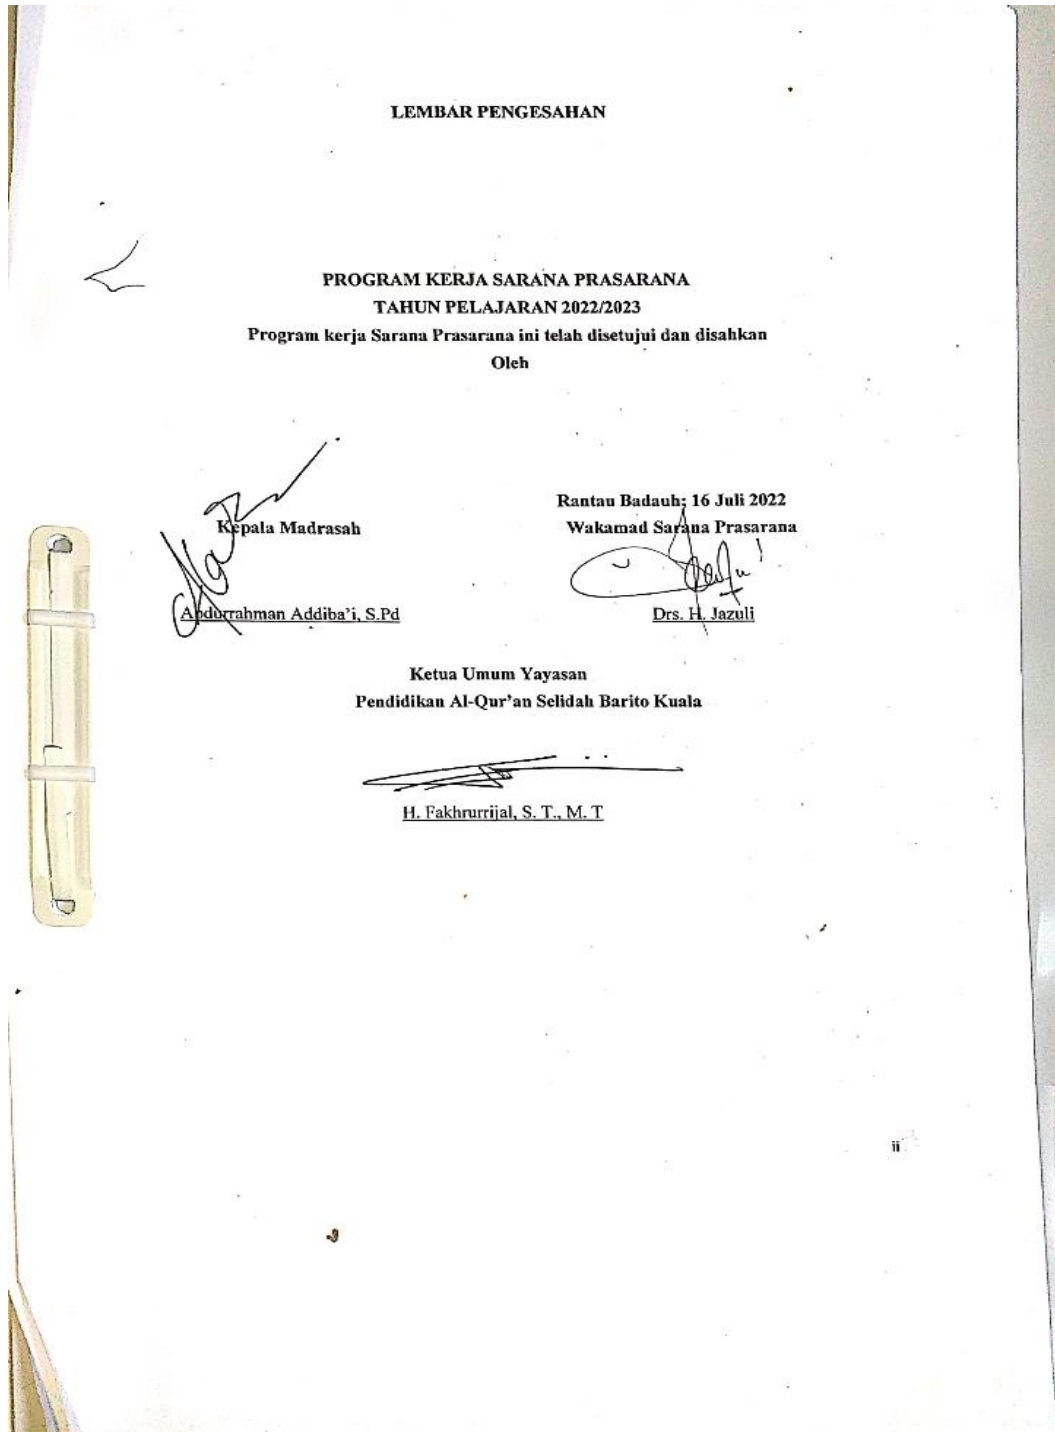 LEMBAR PENGESAHAN
PROGRAM KERJA SARANA PRASARANA
TAHUN PELAJARAN 2022/2023
Program kerja Sarana Prasarana ini telah disetujui dan disahkan
Oleh
Rantau Badauh; 16 Juli 2022
Kepala Madrasah
Wakamad Sarana Prasarana
Abdurrahman Addiba'i, S.Pd
Drs. H. Jazuli
Ketua Umum Yayasan
Pendidikan Al-Qur'an Selidah Barito Kuala
H. Fakhrurrijal, S. T., M. T
ii